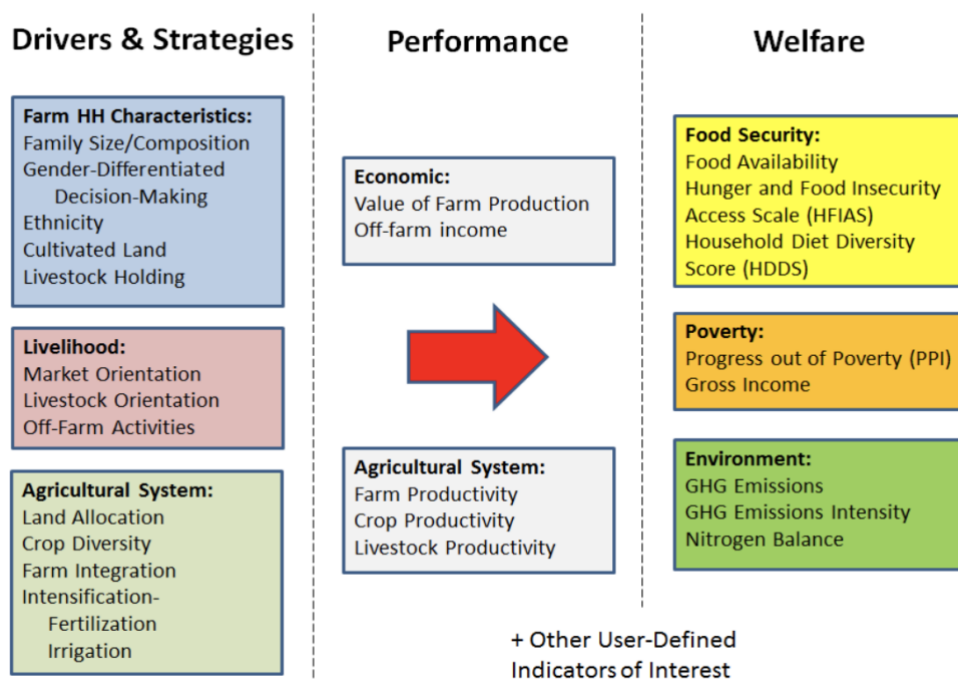 Drivers & Strategies
Farm HH Characteristics:
Family Size/Composition
Gender-Differentiated
Decision-Making
Ethnicity
Cultivated Land
Livestock Holding
Livelihood:
Market Orientation
Livestock Orientation
Off-Farm Activities
Agricultural System:
Land Allocation
Crop Diversity
Farm Integration
Intensification-
Fertilization
Irrigation
Performance
Economic:
Value of Farm Production
Off-farm income
Agricultural System:
Farm Productivity
Crop Productivity
Livestock Productivity
Welfare
Food Security:
Food Availability
Hunger and Food Insecurity
Access Scale (HFIAS)
Household Diet Diversity
Score (HDDS)
Poverty:
Progress out of Poverty (PPI)
Gross Income
Environment:
GHG Emissions
GHG Emissions Intensity
Nitrogen Balance
+ Other User-Defined
Indicators of Interest